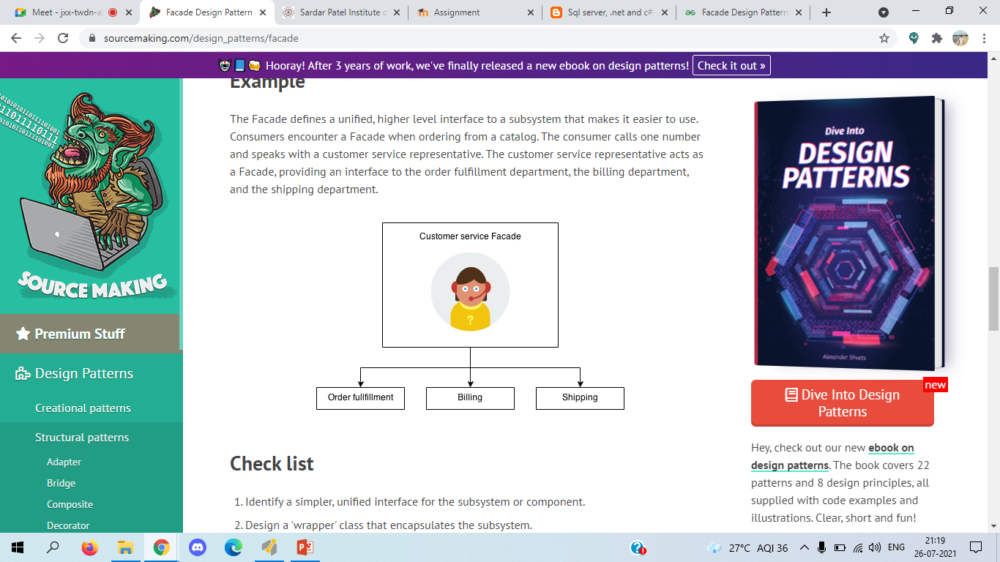 Meet - jxx-twdn-a
Facade Design Pattern
Sardar Patel Institute o
Assignment
Sql server, .net and c#
Facade Design Pattern
sourcemaking.com/design_patterns/facade
Hooray! After 3 years of work, we've finally released a new ebook on design patterns! Check it out »
SOURCE MAKING
Premium Stuff
Design Patterns
Creational patterns
Structural patterns
Adapter
Bridge
Composite
Decorator
Example
The Facade defines a unified, higher level interface to a subsystem that makes it easier to use.
Consumers encounter a Facade when ordering from a catalog. The consumer calls one number
and speaks with a customer service representative. The customer service representative acts as
a Facade, providing an interface to the order fulfillment department, the billing department,
and the shipping department.
Customer service Facade
?
Order fullfillment
Billing
Shipping
Check list
1. Identify a simpler, unified interface for the subsystem or component.
2. Design a 'wrapper' class that encapsulates the subsystem.
Dive Into
DESIGN
PATTERNS
Alexander Shvets
new
Dive Into Design
Patterns
Hey, check out our new ebook on
design patterns. The book covers 22
patterns and 8 design principles, all
supplied with code examples and
illustrations. Clear, short and fun!
27°C AQI 36
ENG
21:19
26-07-2021